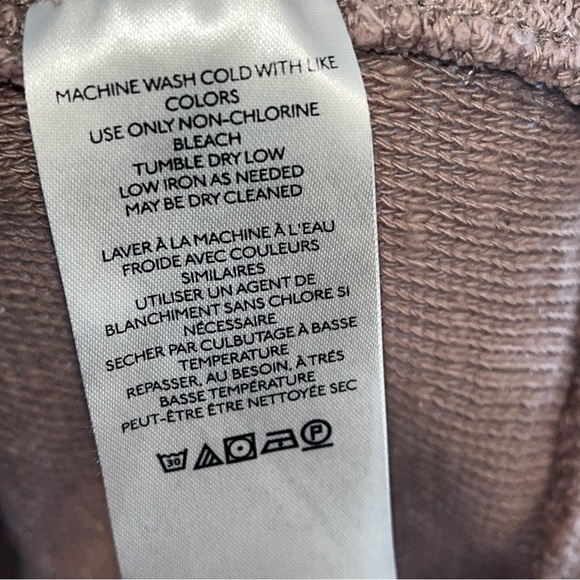 MACHINE WASH COLD WITH LIKE
COLORS
USE ONLY NON-CHLORINE
BLEACH
TUMBLE DRY LOW
LOW IRON AS NEEDED
MAY BE DRY CLEANED
LAVER À LA MACHINE À L'EAU
FROIDE AVEC COULEURS
SIMILAIRES
UTILISER UN AGENT DE
BLANCHIMENT SANS CHLORE SI
NÉCESSAIRE
SECHER PAR CULBUTAGE À BASSE
TEMPERATURE
REPASSER, AU BESOIN, À TRÉS
BASSE TEMPÉRATURE
PEUT-ÊTRE ÊTRE NETTOYÉE SEC
30 P